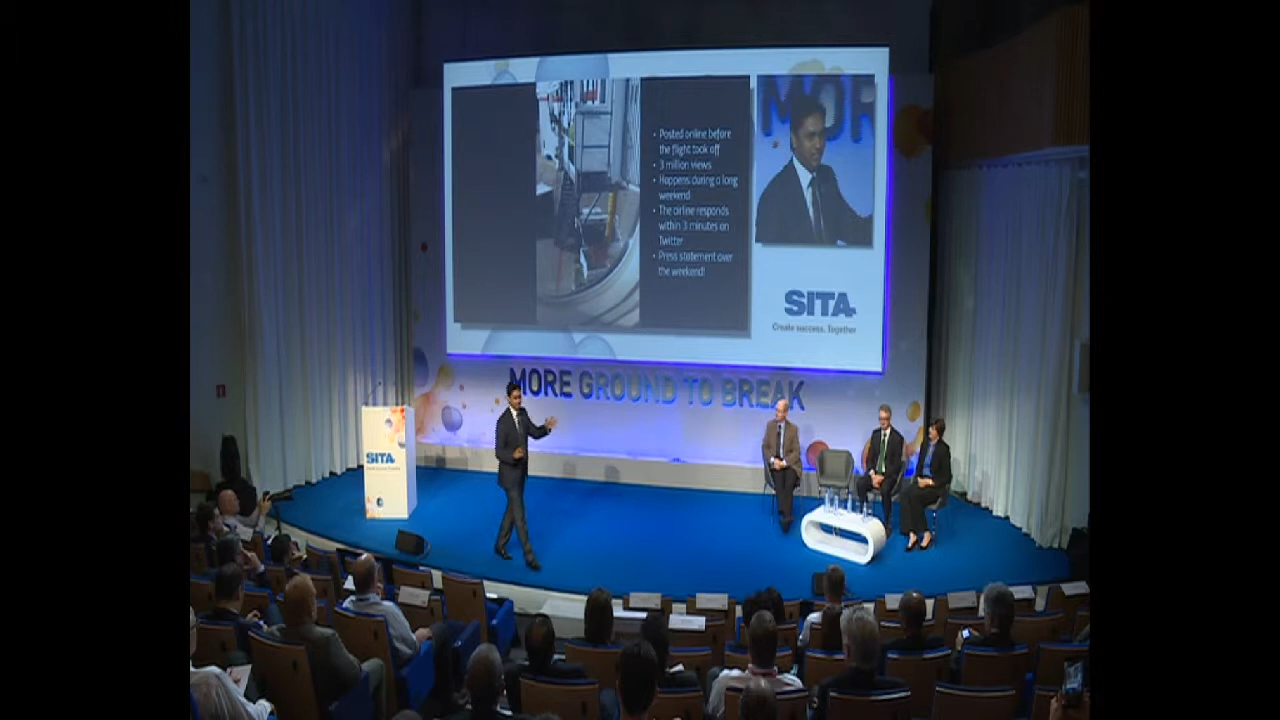 • Posted online before
the flight took off
• 3 million views
• Happens during a long
weekend
• The airline responds
within 3 minutes on
Twitter
• Press statement over
the weekend!
MOR
SITA
Create success. Together
MORE GROUND TO BREAK
SITA